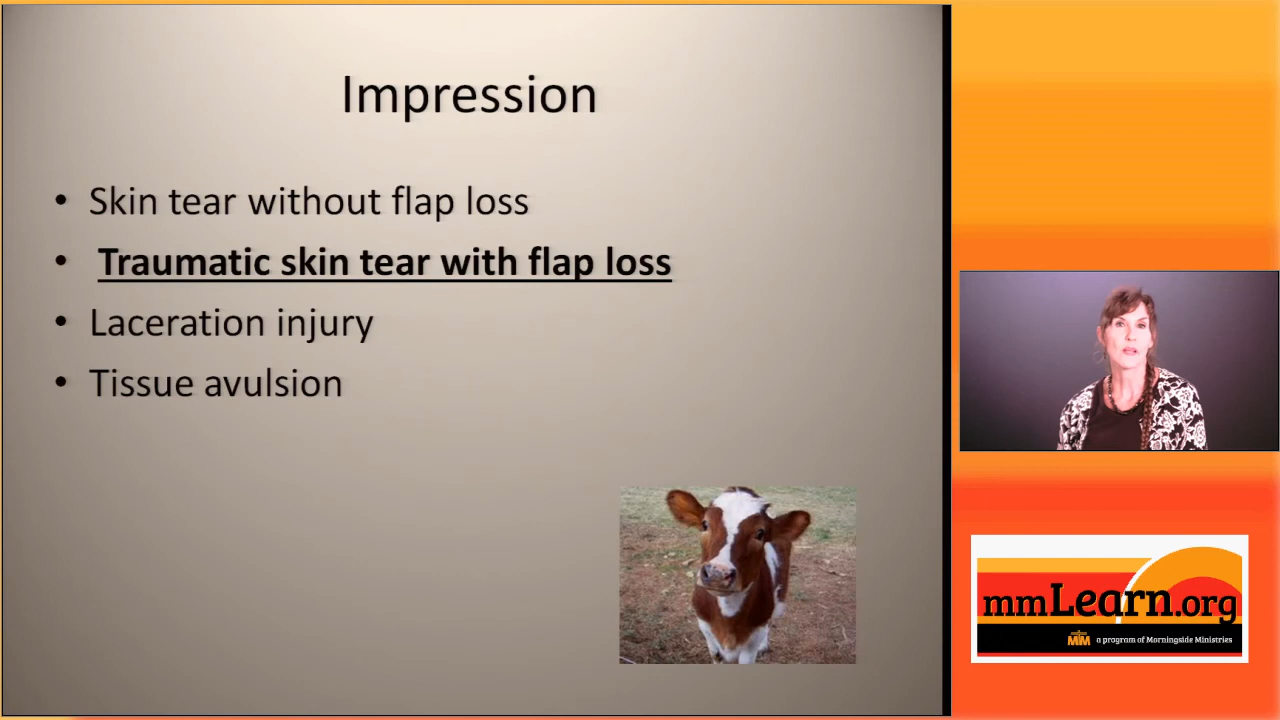 Impression
• Skin tear without flap loss
• Traumatic skin tear with flap loss
• Laceration injury
• Tissue avulsion
mmLearn.org
MM a program of Morningside Ministries